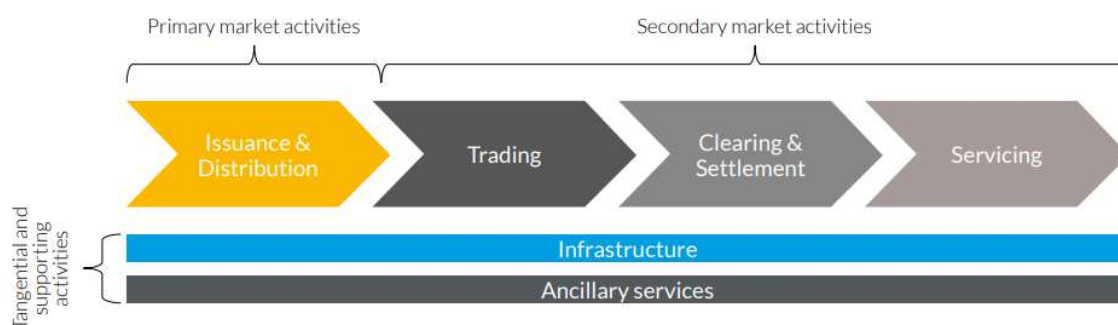 Primary market activities
Secondary market activities
Issuance &
Distribution
Trading
Clearing &
Settlement
Servicing
Tangential and
supporting
activities
Infrastructure
Ancillary services